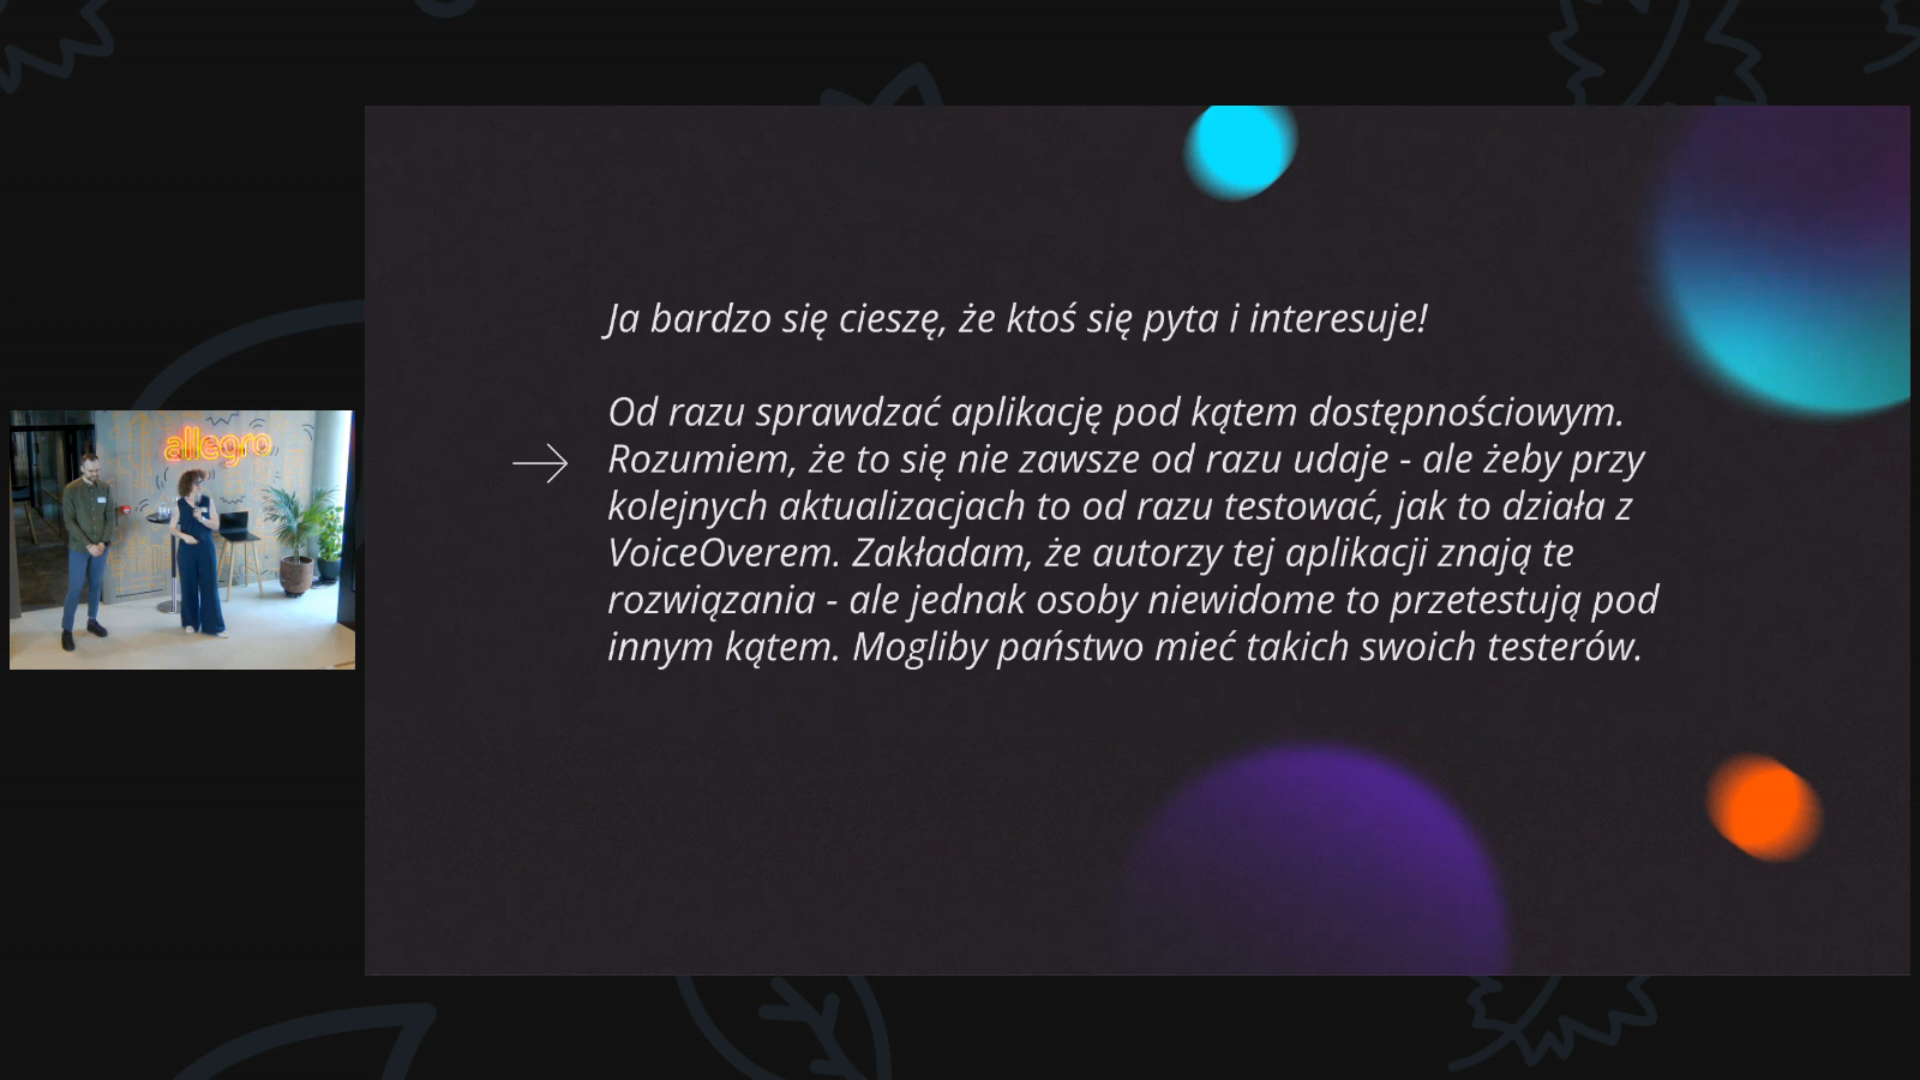 Ja bardzo się cieszę, że ktoś się pyta i interesuje!
Od razu sprawdzać aplikację pod kątem dostępnościowym.
Rozumiem, że to się nie zawsze od razu udaje - ale żeby przy
kolejnych aktualizacjach to od razu testować, jak to działa z
VoiceOverem. Zakładam, że autorzy tej aplikacji znają te
rozwiązania - ale jednak osoby niewidome to przetestują pod
innym kątem. Mogliby państwo mieć takich swoich testerów.
allegro